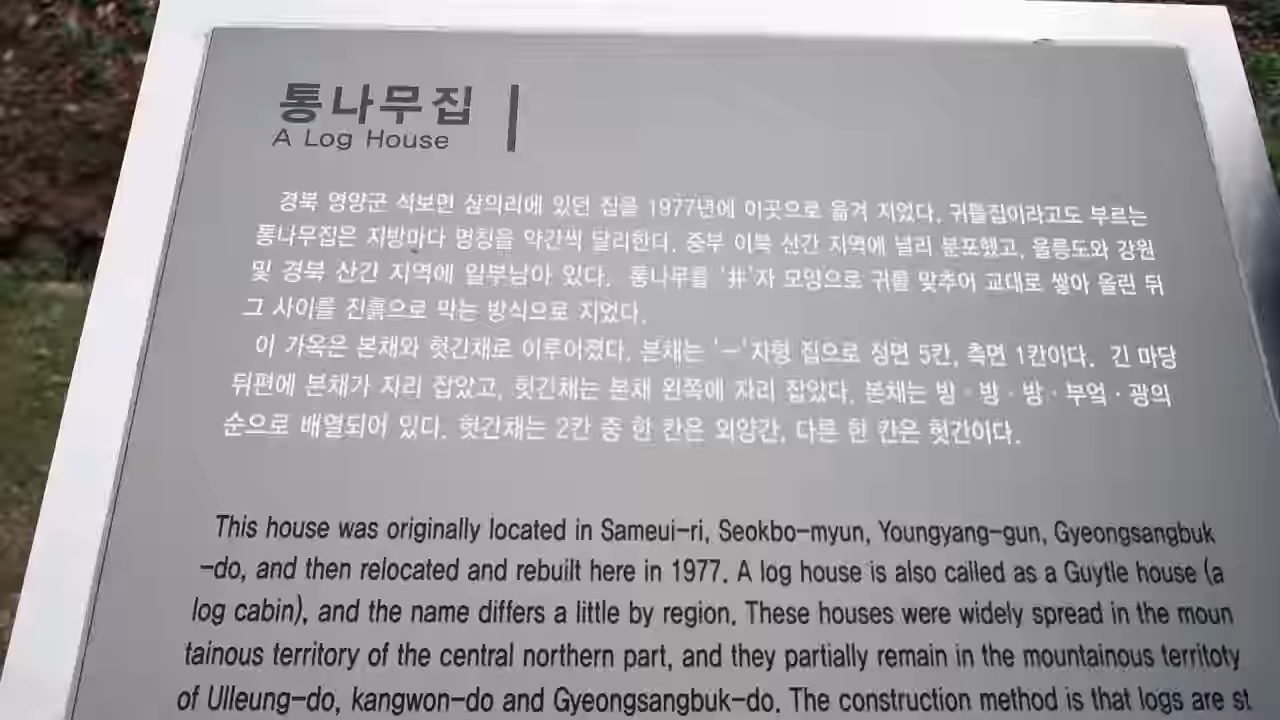 통나무집
A Log House
경북 영양군 석보면 삼의리에 있던 집을 1977년에 이곳으로 옮겨 지었다. 귀틀집이라고도 부르는
통나무집은 지방마다 명칭을 약간씩 달리한다. 중부 이북 산간 지역에 널리 분포했고, 울릉도와 강원
및 경북 산간 지역에 일부남아 있다. 통나무를 '井'자 모양으로 귀를 맞추어 교대로 쌓아 올린 뒤
그 사이를 진흙으로 막는 방식으로 지었다.
이 가옥은 본채와 헛간채로 이루어졌다. 본채는 '一'자형 집으로 정면 5칸, 측면 1칸이다. 긴 마당
뒤편에 본채가 자리 잡았고, 헛간채는 본채 왼쪽에 자리 잡았다. 본채는 방·방·방·부엌·광의
순으로 배열되어 있다. 헛간채는 2칸 중 한 칸은 외양간, 다른 한 칸은 헛간이다.
This house was originally located in Sameui-ri, Seokbo-myun, Youngyang-gun, Gyeongsangbuk
-do, and then relocated and rebuilt here in 1977. A log house is also called as a Guytle house (a
log cabin), and the name differs a little by region. These houses were widely spread in the moun
tainous territory of the central northern part, and they partially remain in the mountainous territoty
of Ulleung-do, kangwon-do and Gyeongsangbuk-do. The construction method is that logs are st